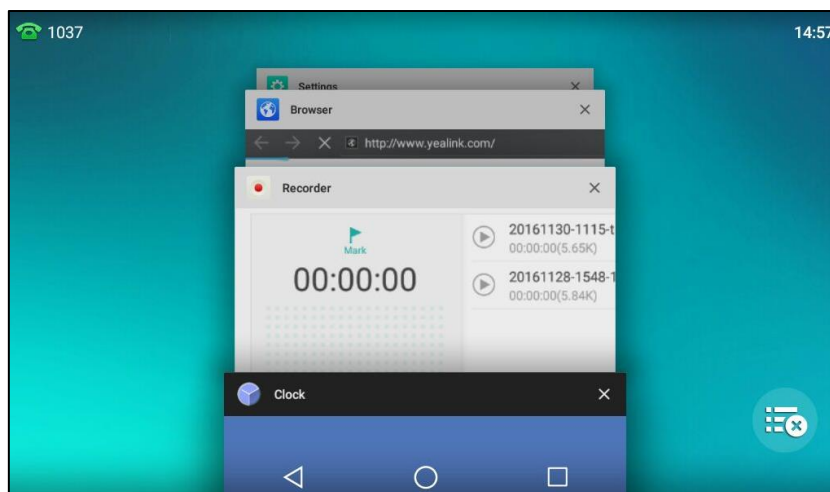 1037
14:57
Settings
Browser
http://www.yealink.com/
Recorder
Mark
00:00:00
20161130-1115-t
00:00:00(5.65K)
20161128-1548-1
00:00:00(5.84K)
Clock